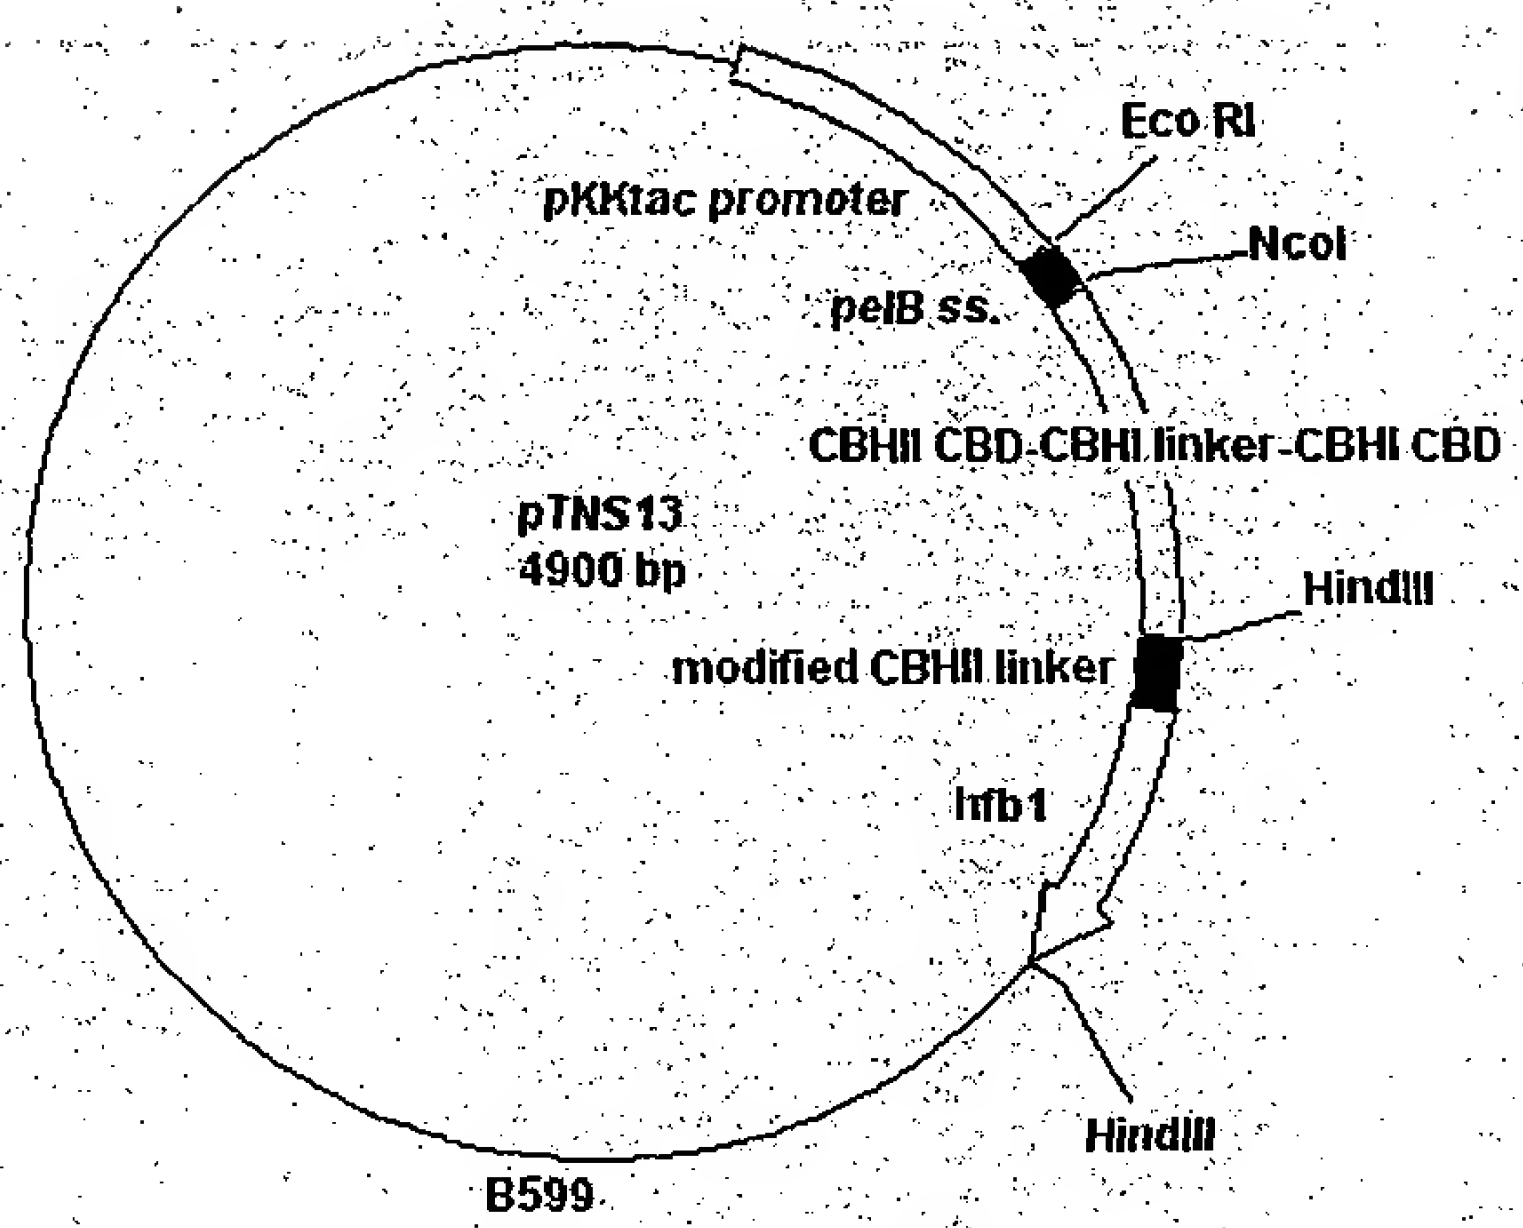 Eco RI
pKKtac promoter
NcoI
pelB ss.
CBHII CBD-CBHI linker-CBHI CBD
pTNS13
4900 bp
HindIII
modified CBHII linker
hfb1
HindIII
B599